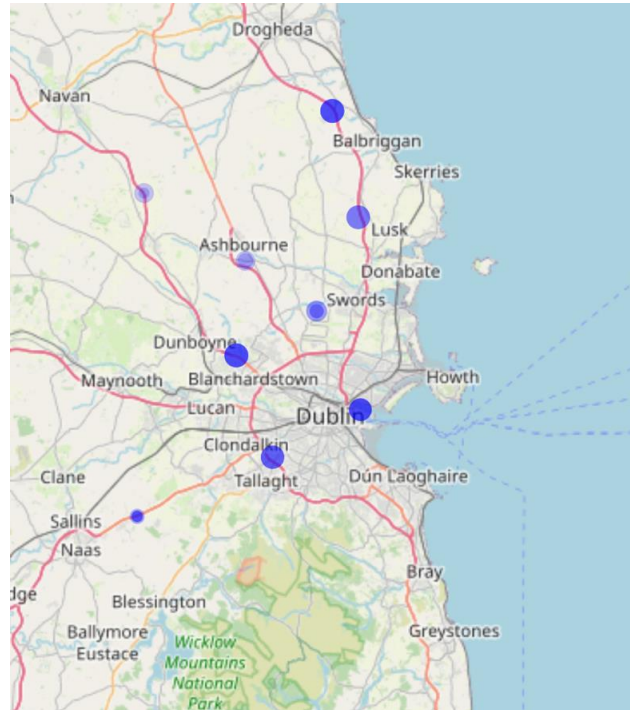 Drogheda
Navan
Balbriggan
Skerries
Lusk
Ashbourne
Donabate
Swords
Dunboyne
Blanchardstown
Maynooth
Howth
Lucan
Dublin
Clondalkin
Clane
Tallaght
Dún Laoghaire
Sallins
Naas
Bray
dge
Blessington
Ballymore
Eustace
Greystones
Wicklow
Mountains
National
Park